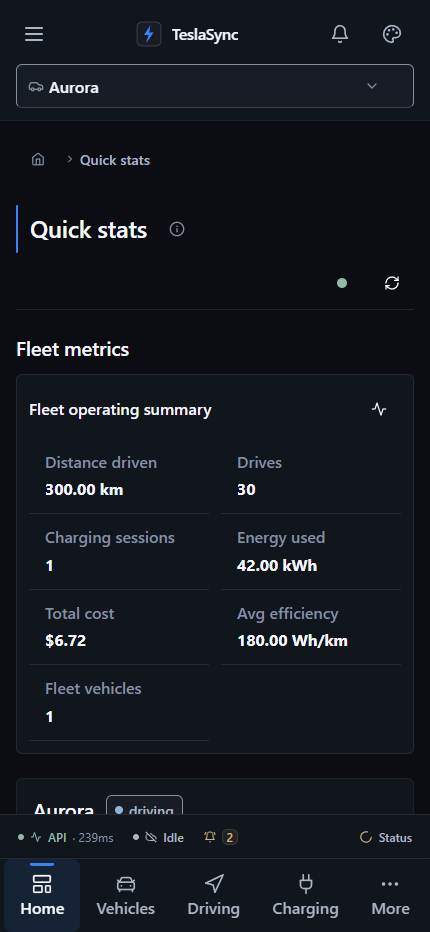 TeslaSync
Aurora
Quick stats
Quick stats
Fleet metrics
Fleet operating summary
Distance driven
300.00 km
Drives
30
Charging sessions
1
Energy used
42.00 kWh
Total cost
$6.72
Avg efficiency
180.00 Wh/km
Fleet vehicles
1
Aurora driving
API · 239ms Idle 2 Status
Home Vehicles Driving Charging More